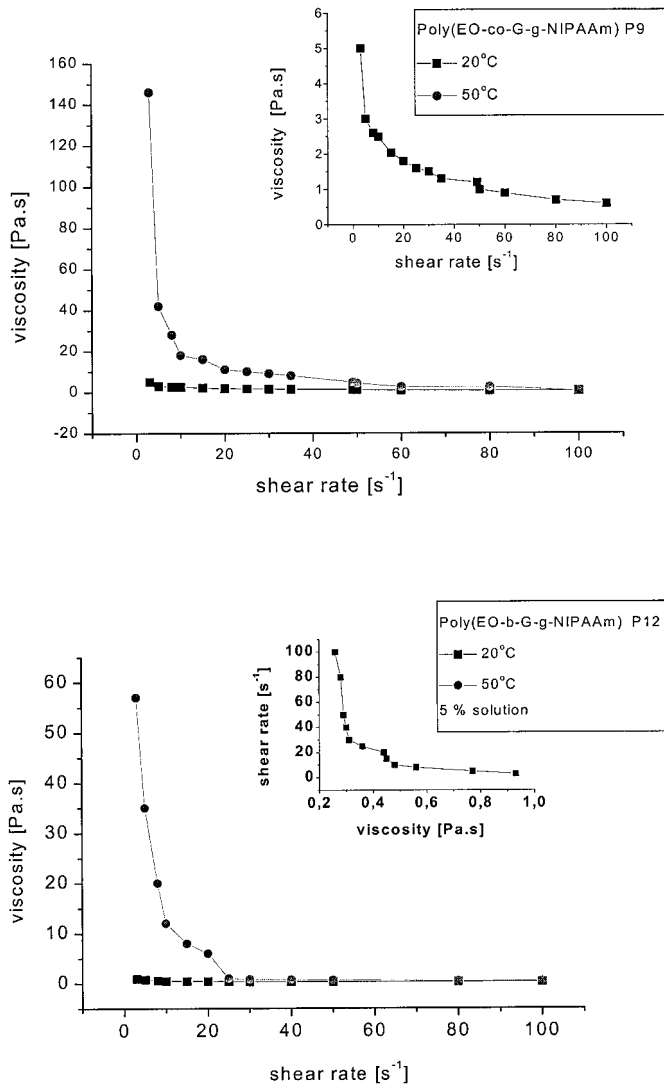 Poly(EO-co-G-g-NIPAAm) P9
20°C
50°C
6
5
4
3
2
1
0
viscosity [Pa.s]
0 20 40 60 80 100
shear rate [s⁻¹]
160
140
120
100
80
60
40
20
0
-20
viscosity [Pa.s]
0 20 40 60 80 100
shear rate [s⁻¹]
Poly(EO-b-G-g-NIPAAm) P12
20°C
50°C
5 % solution
100
80
60
40
20
0
shear rate [s⁻¹]
0,2 0,4 0,6 0,8 1,0
viscosity [Pa.s]
60
50
40
30
20
10
0
viscosity [Pa.s]
0 20 40 60 80 100
shear rate [s⁻¹]